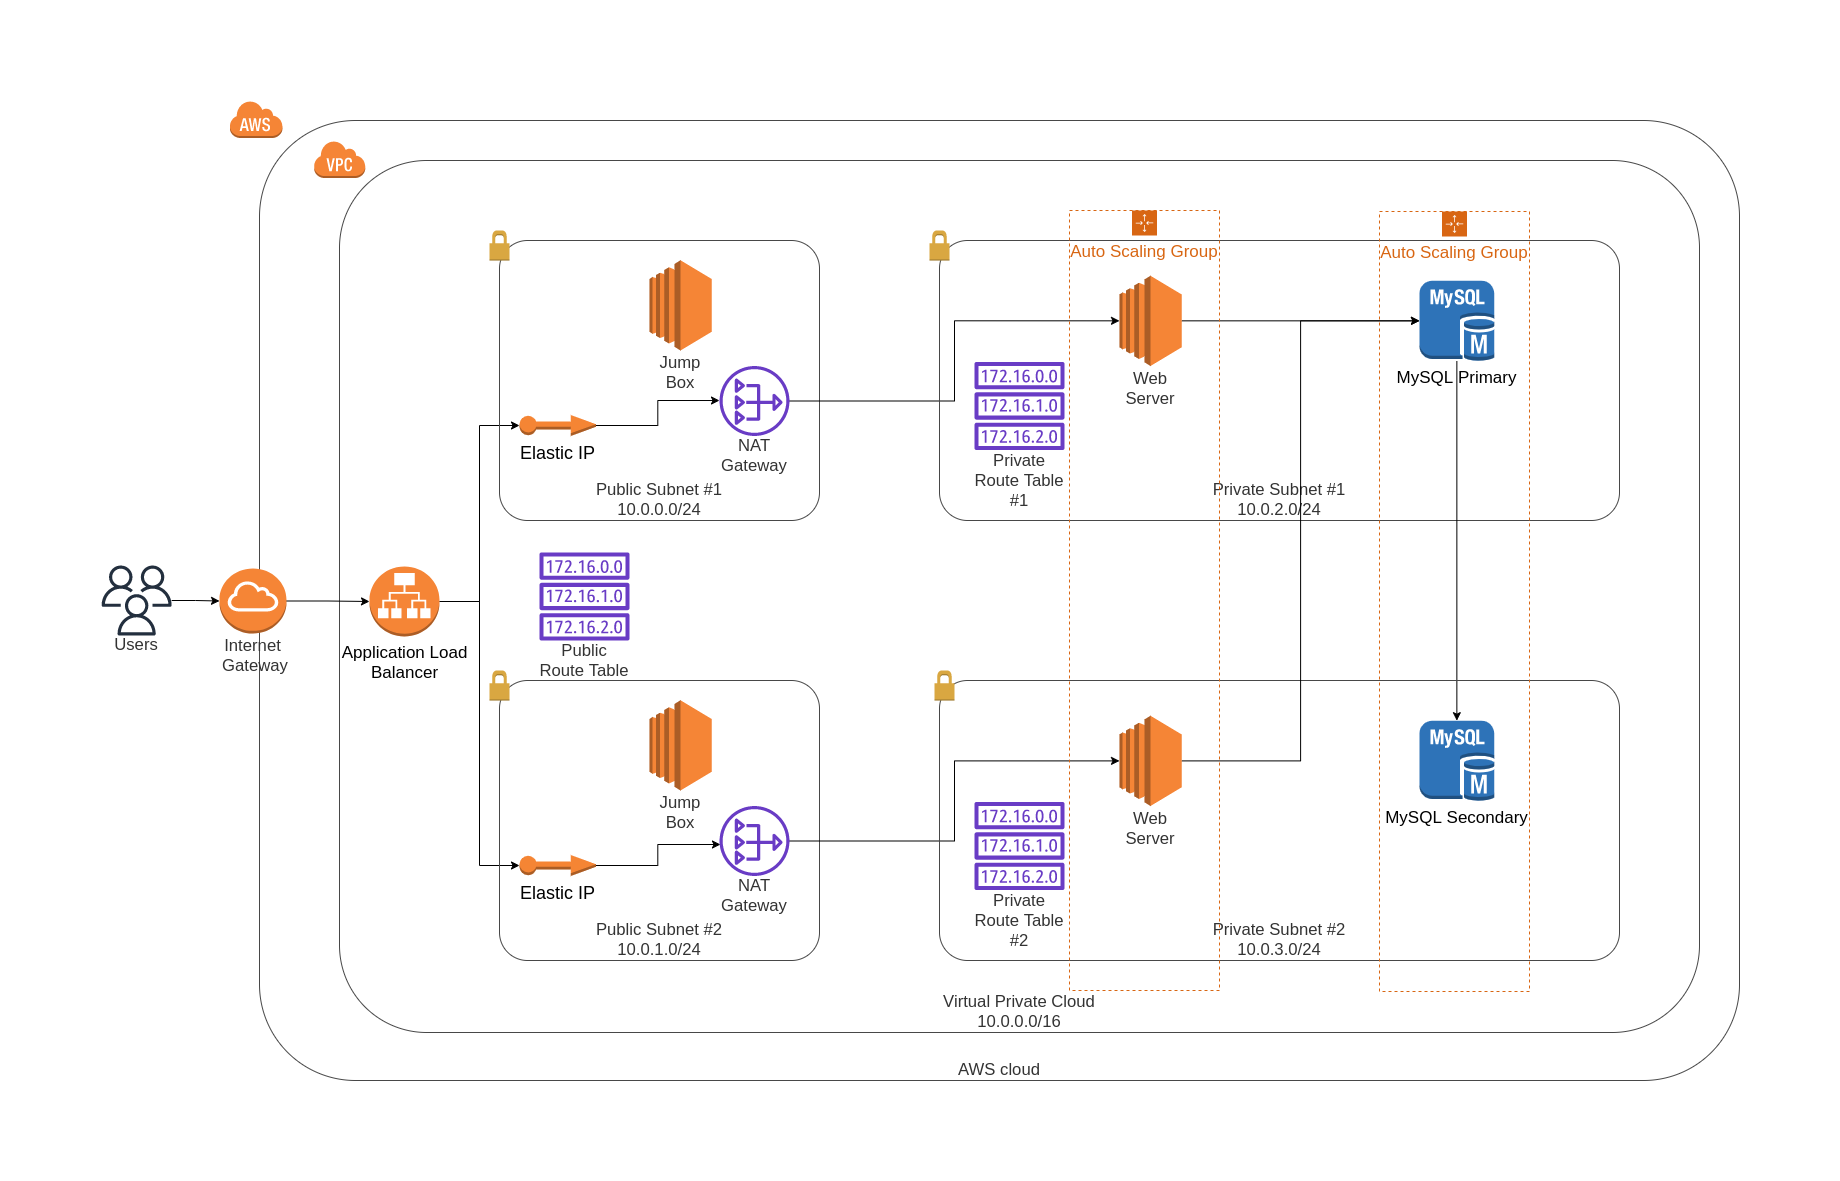 AWS
VPC
Auto Scaling Group
Auto Scaling Group
MySQL
M
MySQL Primary
Jump
Box
Web
Server
172.16.0.0
172.16.1.0
172.16.2.0
Private
Route Table
#1
Elastic IP
NAT
Gateway
Public Subnet #1
10.0.0.0/24
Private Subnet #1
10.0.2.0/24
Users
Internet
Gateway
Application Load
Balancer
172.16.0.0
172.16.1.0
172.16.2.0
Public
Route Table
MySQL
M
MySQL Secondary
Jump
Box
Web
Server
172.16.0.0
172.16.1.0
172.16.2.0
Private
Route Table
#2
Elastic IP
NAT
Gateway
Public Subnet #2
10.0.1.0/24
Private Subnet #2
10.0.3.0/24
Virtual Private Cloud
10.0.0.0/16
AWS cloud